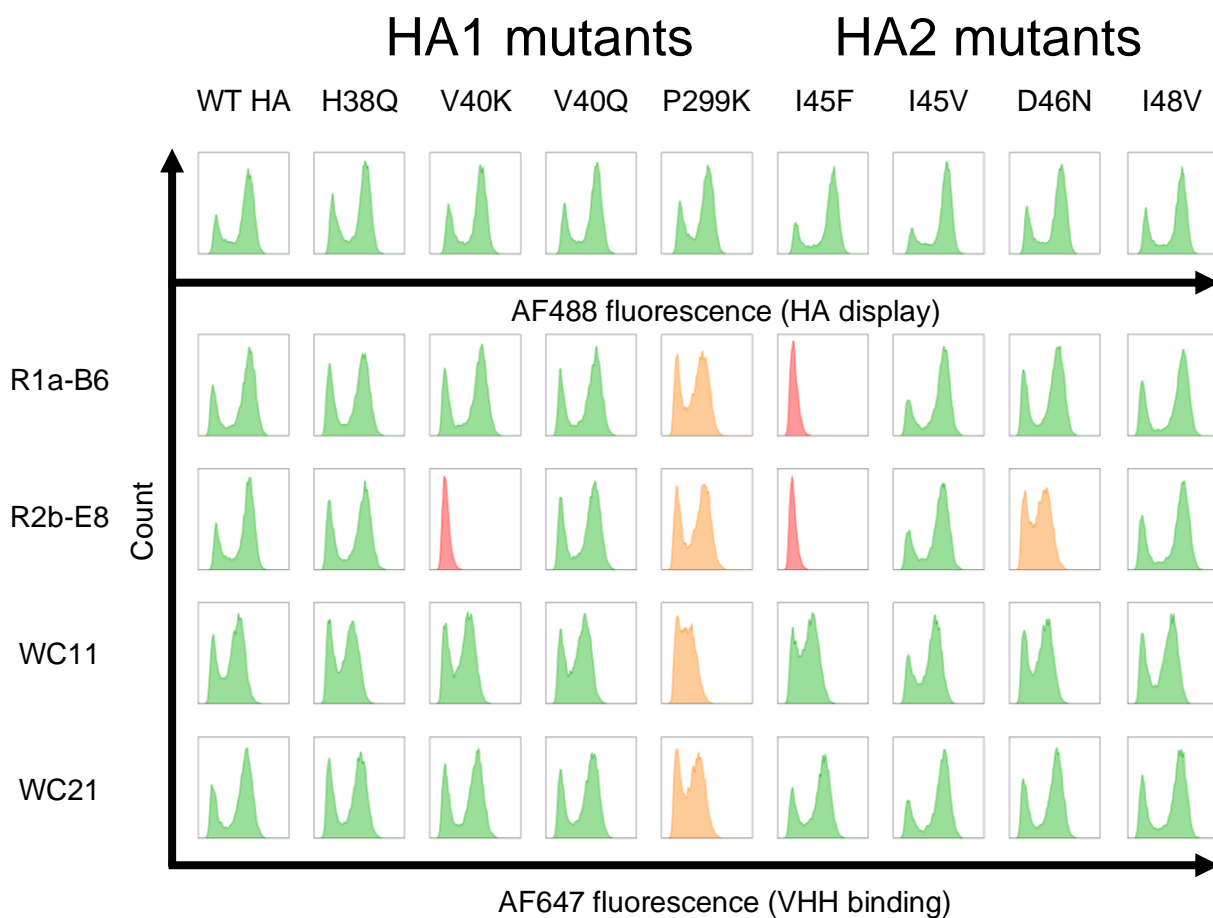 HA1 mutants HA2 mutants
WT HA H38Q V40K V40Q P299K I45F I45V D46N I48V
AF488 fluorescence (HA display)
R1a-B6
R2b-E8
Count
WC11
WC21
AF647 fluorescence (VHH binding)